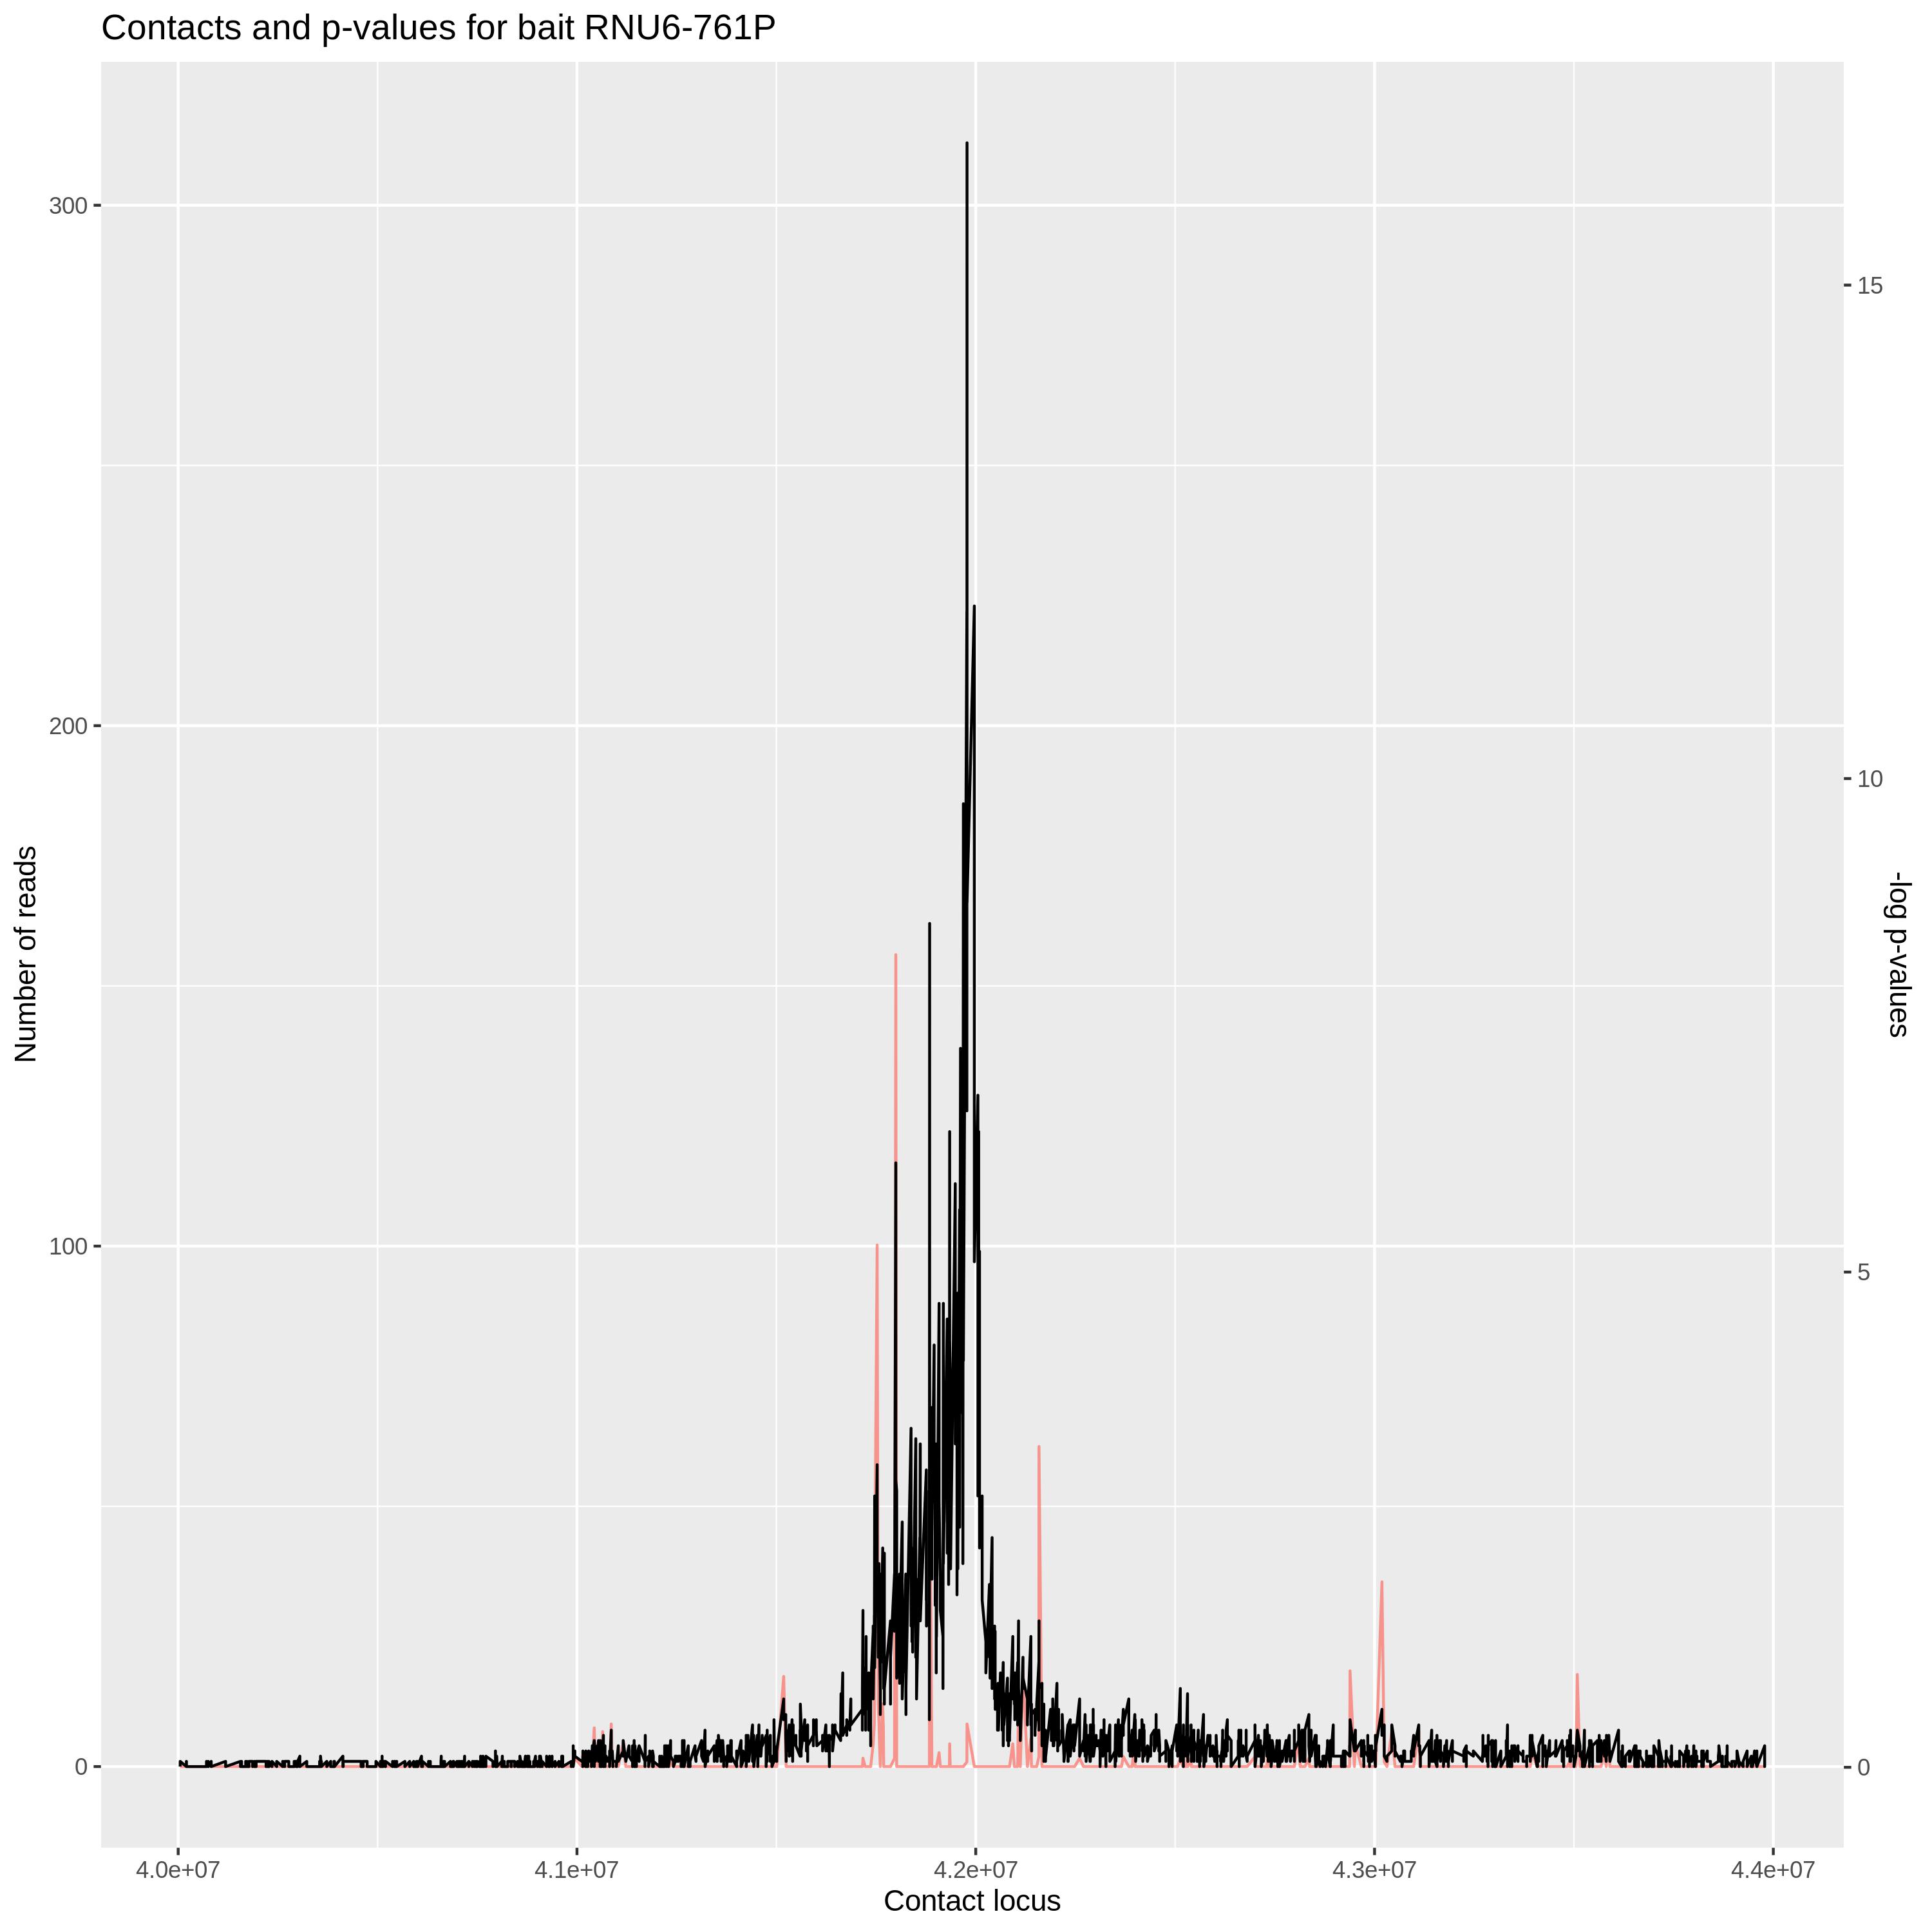 Contacts and p-values for bait RNU6-761P
300
200
100
0
Number of reads
15
10
5
0
-log p-values
4.0e+07 4.1e+07 4.2e+07 4.3e+07 4.4e+07
Contact locus